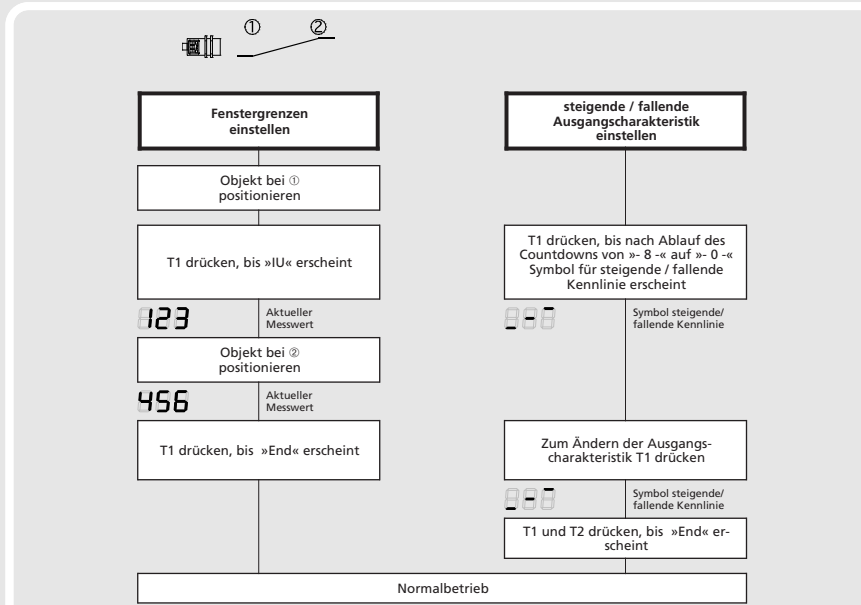 ① ②
Fenstergrenzen
einstellen
Objekt bei ①
positionieren
T1 drücken, bis »IU« erscheint
123
Aktueller
Messwert
Objekt bei ②
positionieren
456
Aktueller
Messwert
T1 drücken, bis »End« erscheint
steigende / fallende
Ausgangscharakteristik
einstellen
T1 drücken, bis nach Ablauf des
Countdowns von »- 8 -« auf »- 0 -«
Symbol für steigende / fallende
Kennlinie erscheint
Symbol steigende/
fallende Kennlinie
Zum Ändern der Ausgangs-
charakteristik T1 drücken
Symbol steigende/
fallende Kennlinie
T1 und T2 drücken, bis »End« er-
scheint
Normalbetrieb